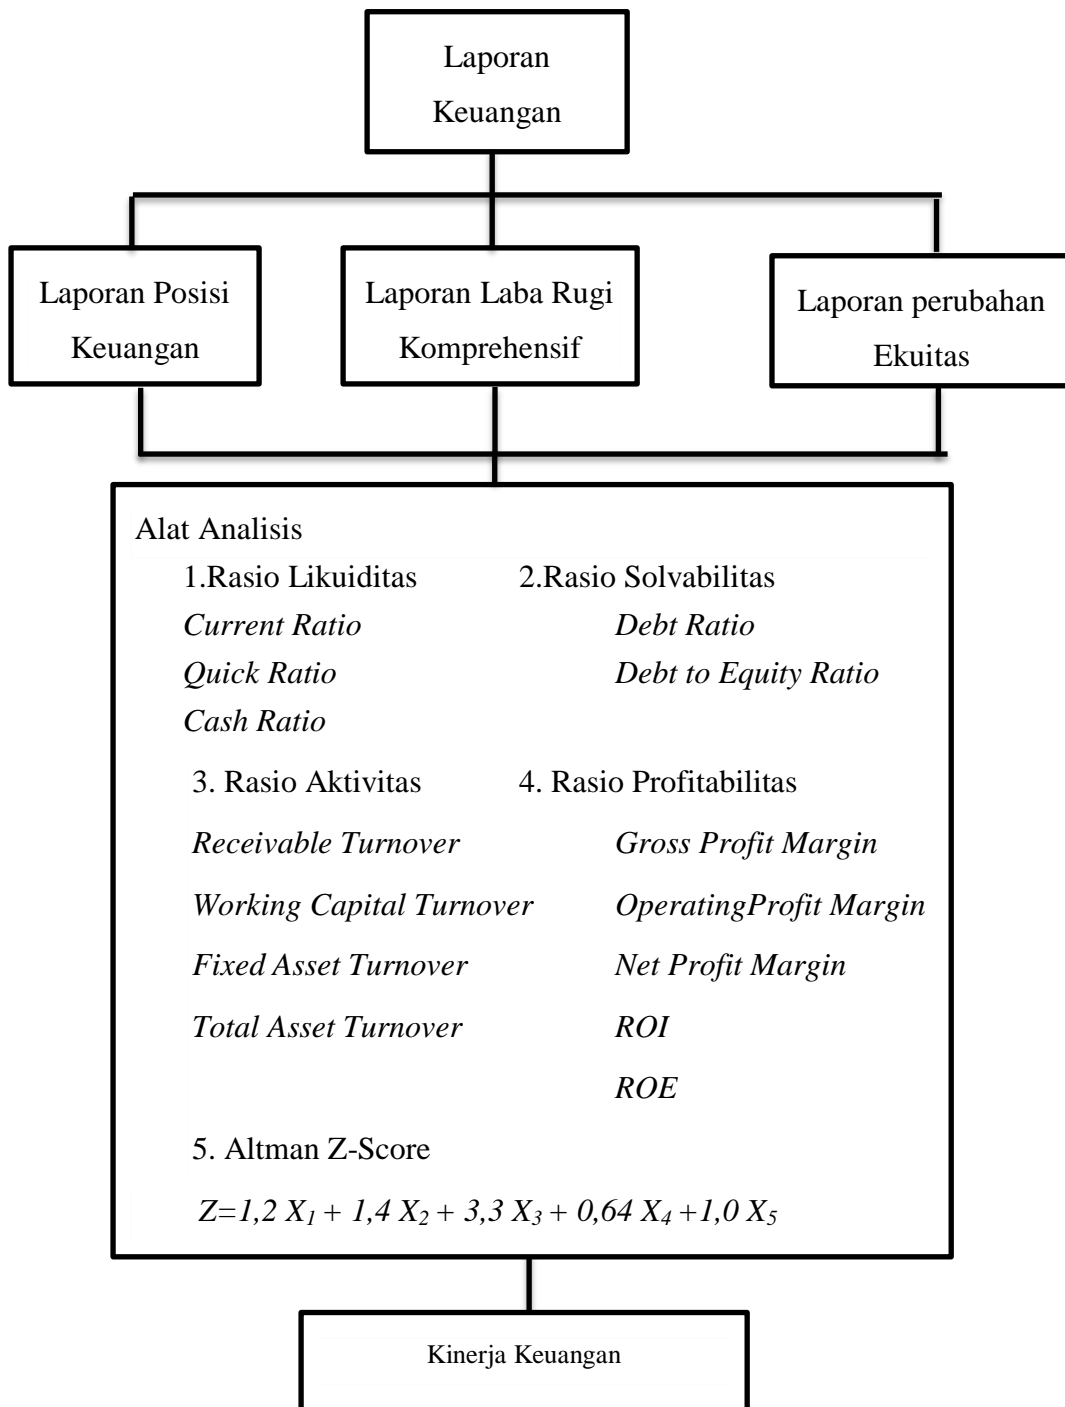 Laporan
Keuangan
Laporan Posisi
Keuangan
Laporan Laba Rugi
Komprehensif
Laporan perubahan
Ekuitas
Alat Analisis
1.Rasio Likuiditas
2.Rasio Solvabilitas
Current Ratio
Debt Ratio
Quick Ratio
Debt to Equity Ratio
Cash Ratio
3. Rasio Aktivitas
4. Rasio Profitabilitas
Receivable Turnover
Gross Profit Margin
Working Capital Turnover
OperatingProfit Margin
Fixed Asset Turnover
Net Profit Margin
Total Asset Turnover
ROI
ROE
5. Altman Z-Score
Z=1,2 X₁ + 1,4 X₂ + 3,3 X₃ + 0,64 X₄ +1,0 X₅
Kinerja Keuangan